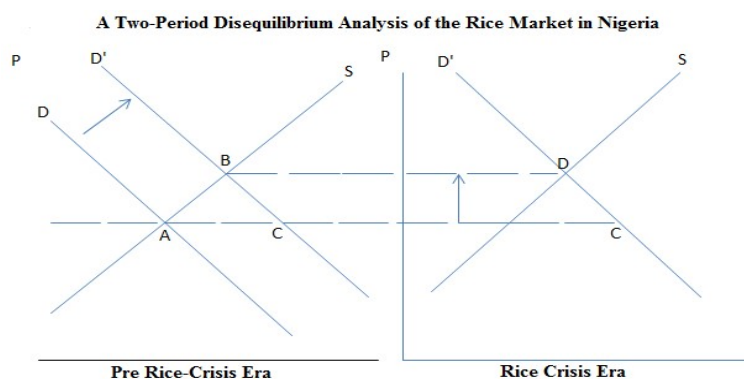 A Two-Period Disequilibrium Analysis of the Rice Market in Nigeria
P
D'
S
D
B
A
C
Pre Rice-Crisis Era
P
D'
S
D
C
Rice Crisis Era